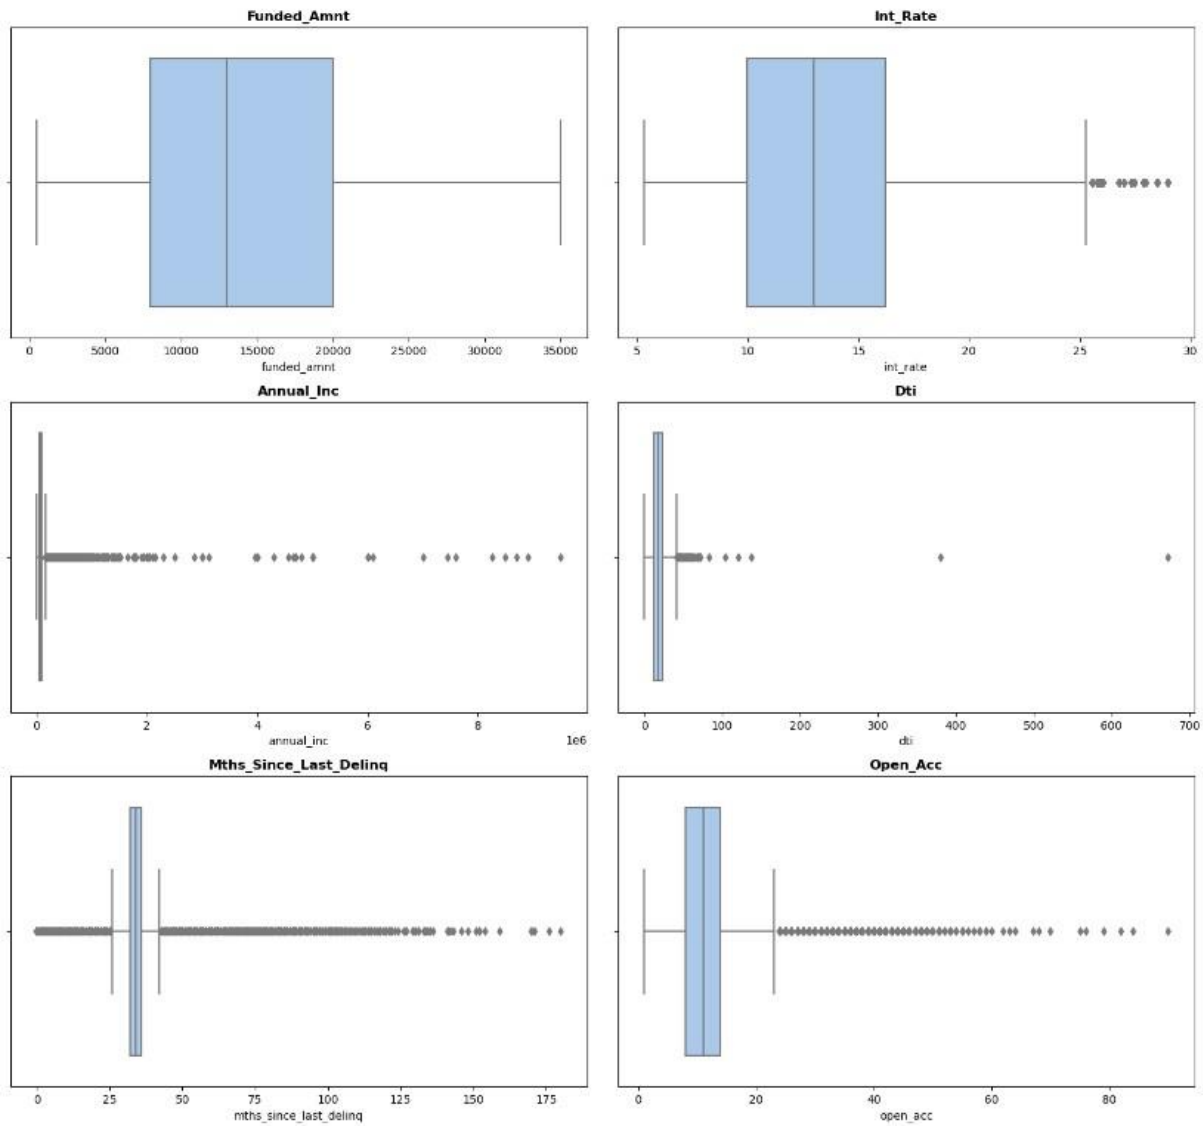 Funded_Amnt
0 5000 10000 15000 20000 25000 30000 35000
funded_amnt
Int_Rate
5 10 15 20 25 30
int_rate
Annual_Inc
0 2 4 6 8
1e6
annual_inc
Dti
0 100 200 300 400 500 600 700
dti
Mths_Since_Last_Delinq
0 25 50 75 100 125 150 175
mths_since_last_delinq
Open_Acc
0 20 40 60 80
open_acc